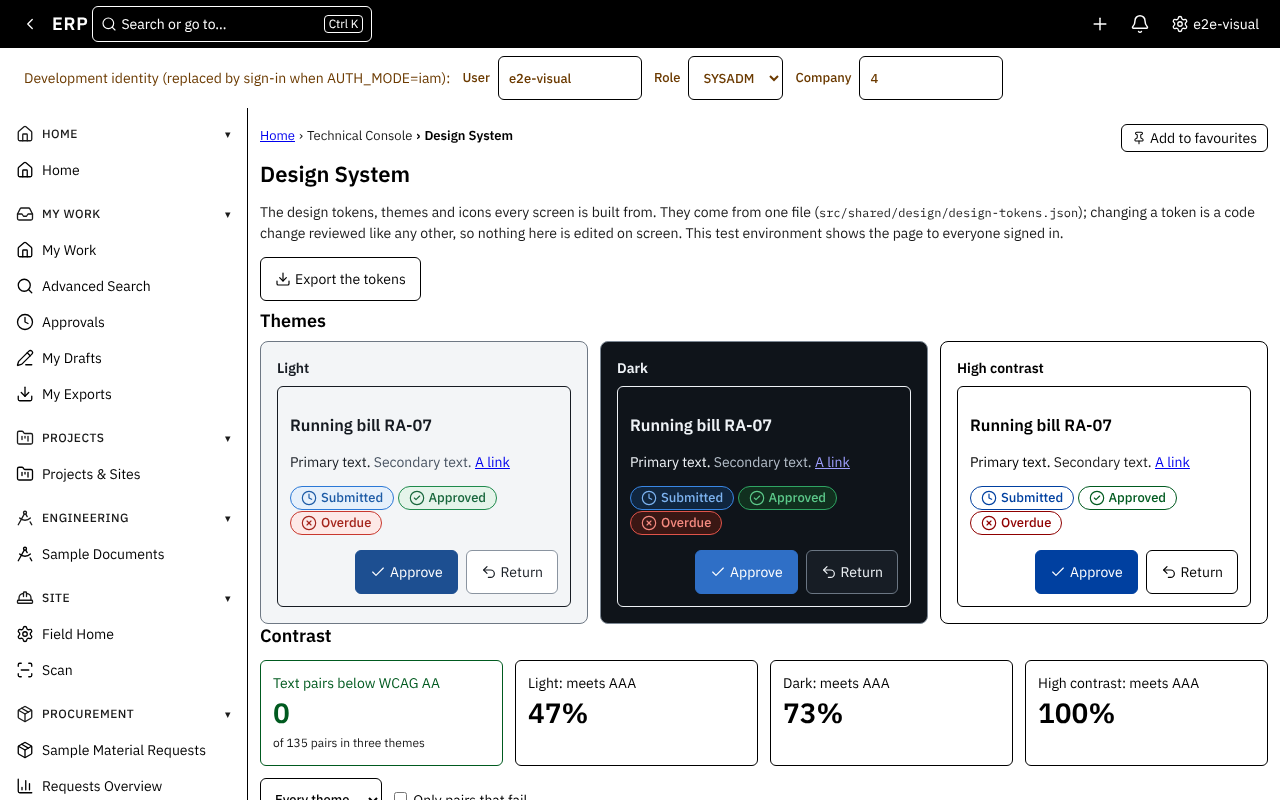 ERP
Search or go to…
Ctrl K
e2e-visual
Development identity (replaced by sign-in when AUTH_MODE=iam):
User
e2e-visual
Role
SYSADM
Company
4
HOME
Home
MY WORK
My Work
Advanced Search
Approvals
My Drafts
My Exports
PROJECTS
Projects & Sites
ENGINEERING
Sample Documents
SITE
Field Home
Scan
PROCUREMENT
Sample Material Requests
Requests Overview
Home › Technical Console › Design System
Add to favourites
Design System
The design tokens, themes and icons every screen is built from. They come from one file (src/shared/design/design-tokens.json); changing a token is a code
change reviewed like any other, so nothing here is edited on screen. This test environment shows the page to everyone signed in.
Export the tokens
Themes
Light
Running bill RA-07
Primary text. Secondary text. A link
Submitted
Approved
Overdue
Approve
Return
Dark
Running bill RA-07
Primary text. Secondary text. A link
Submitted
Approved
Overdue
Approve
Return
High contrast
Running bill RA-07
Primary text. Secondary text. A link
Submitted
Approved
Overdue
Approve
Return
Contrast
Text pairs below WCAG AA
0
of 135 pairs in three themes
Light: meets AAA
47%
Dark: meets AAA
73%
High contrast: meets AAA
100%
Every theme
Only pairs that fail